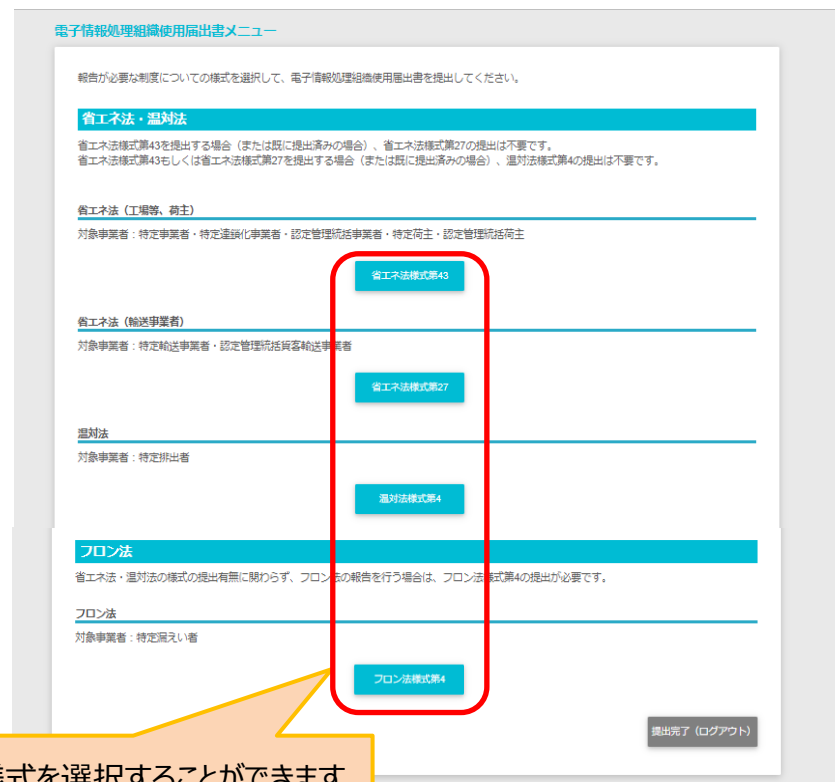 電子情報処理組織使用届出書メニュー
報告が必要な制度についての様式を選択して、電子情報処理組織使用届出書を提出してください。
省エネ法・温対法
省エネ法様式第43を提出する場合（または既に提出済みの場合）、省エネ法様式第27の提出は不要です。
省エネ法様式第43もしくは省エネ法様式第27を提出する場合（または既に提出済みの場合）、温対法様式第4の提出は不要です。
省エネ法（工場等、荷主）
対象事業者：特定事業者・特定連鎖化事業者・認定管理統括事業者・特定荷主・認定管理統括荷主
省エネ法様式第43
省エネ法（輸送事業者）
対象事業者：特定輸送事業者・認定管理統括貨客輸送事業者
省エネ法様式第27
温対法
対象事業者：特定排出者
温対法様式第4
フロン法
省エネ法・温対法の様式の提出有無に関わらず、フロン法の報告を行う場合は、フロン法様式第4の提出が必要です。
フロン法
対象事業者：特定漏えい者
フロン法様式第4
提出完了（ログアウト）
様式を選択することができます